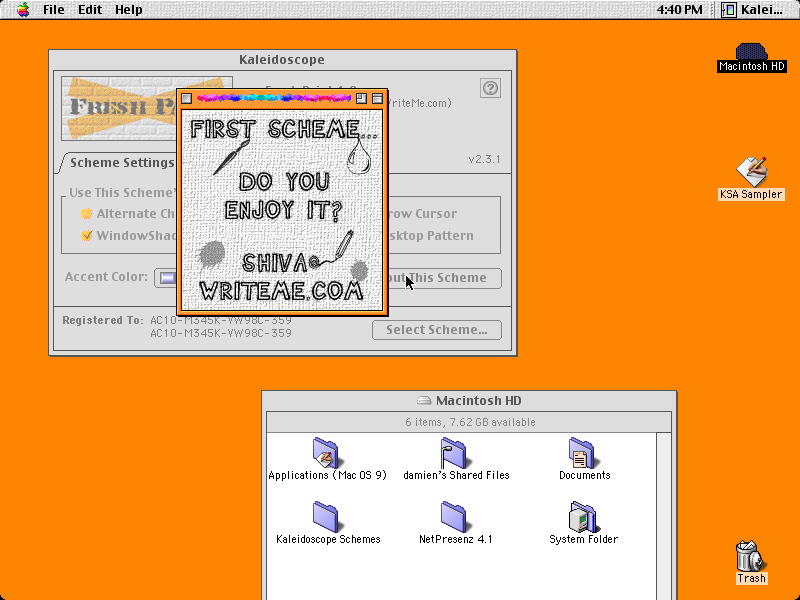 File Edit Help
4:40 PM
Kalei...
Kaleidoscope
FRESH PA
riteMe.com)
v2.3.1
Scheme Settings
Use This Scheme'
Alternate Ch
row Cursor
WindowShad
sktop Pattern
Accent Color:
out This Scheme
Registered To: AC10-M345K-YW98C-359
AC10-M345K-YW98C-359
Select Scheme...
FIRST SCHEME...
DO YOU
ENJOY IT?
SHIVA@
WRITEME.COM
Macintosh HD
KSA Sampler
Macintosh HD
6 items, 7.62 GB available
Applications (Mac OS 9)
damien's Shared Files
Documents
Kaleidoscope Schemes
NetPresenz 4.1
System Folder
Trash